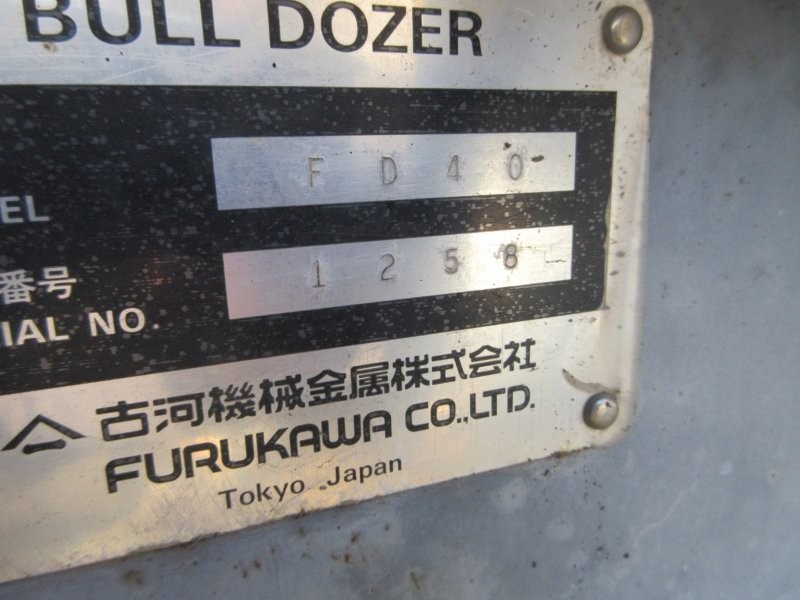 BULL DOZER
EL FD40
番号
IAL NO. 1258
古河機械金属株式会社
FURUKAWA CO.,LTD.
Tokyo Japan